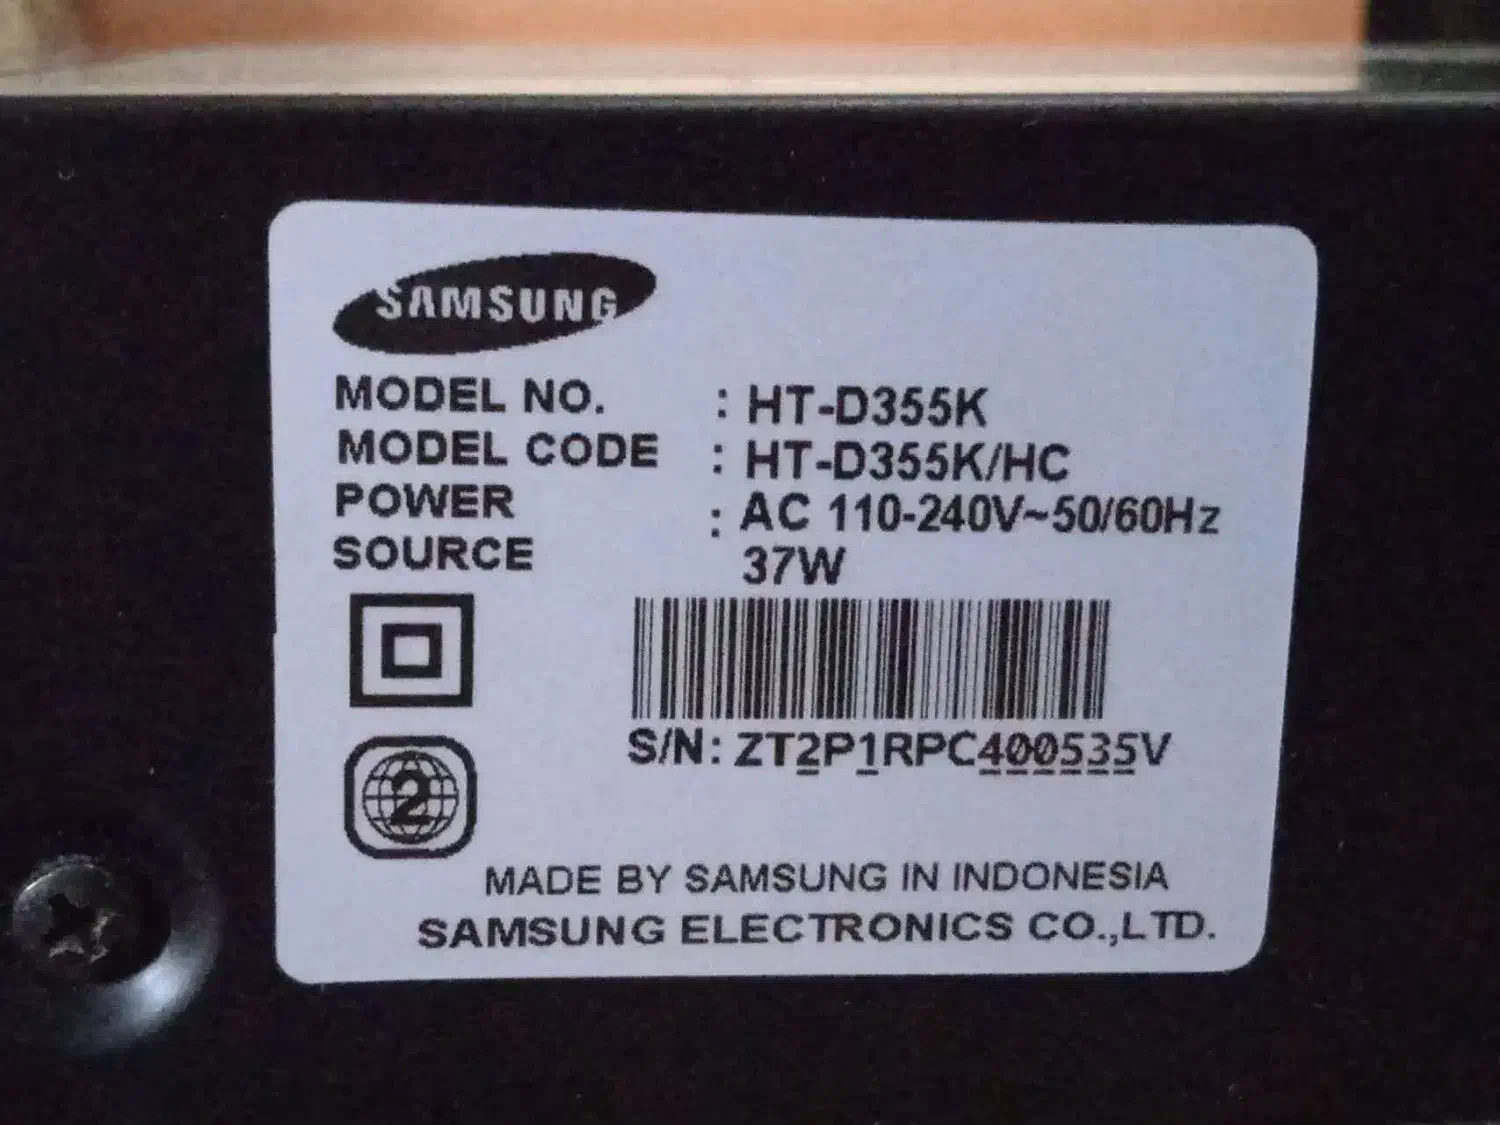 SAMSUNG
MODEL NO. : HT-D355K
MODEL CODE : HT-D355K/HC
POWER : AC 110-240V~50/60Hz
SOURCE 37W
S/N: ZT2P1RPC400535V
2
MADE BY SAMSUNG IN INDONESIA
SAMSUNG ELECTRONICS CO.,LTD.